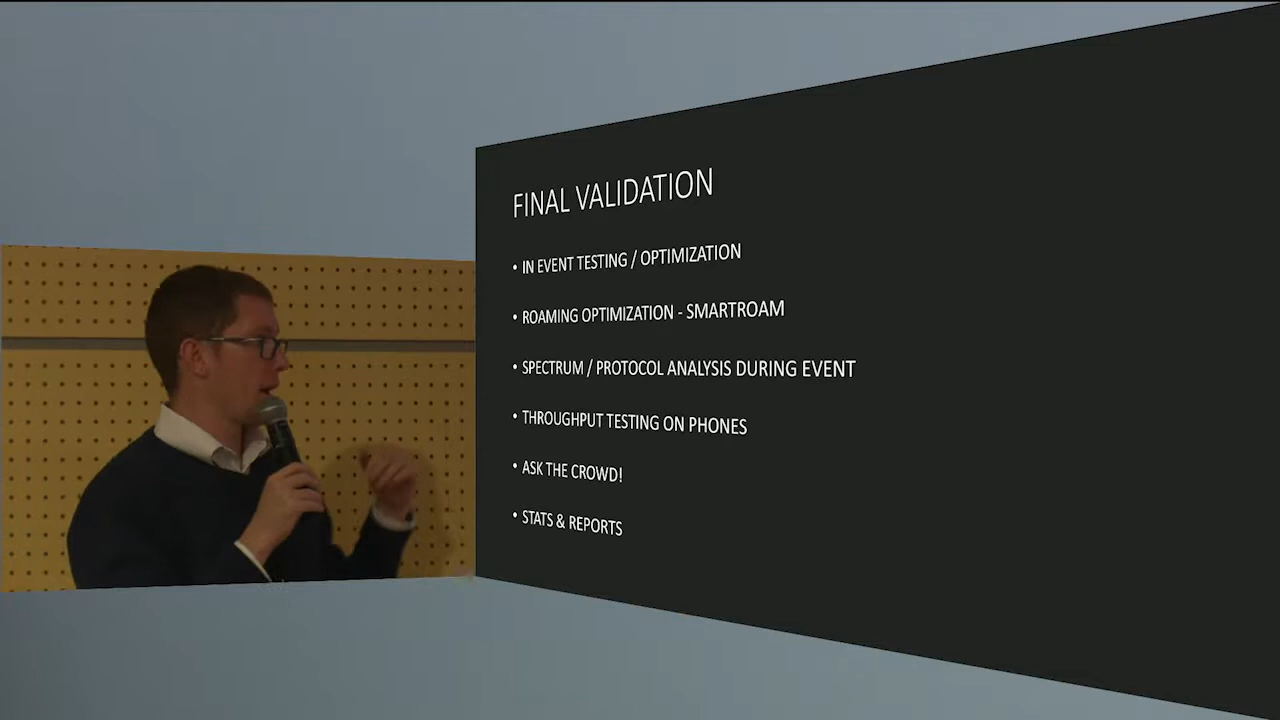 FINAL VALIDATION
• IN EVENT TESTING / OPTIMIZATION
• ROAMING OPTIMIZATION - SMARTROAM
• SPECTRUM / PROTOCOL ANALYSIS DURING EVENT
• THROUGHPUT TESTING ON PHONES
• ASK THE CROWD!
• STATS & REPORTS